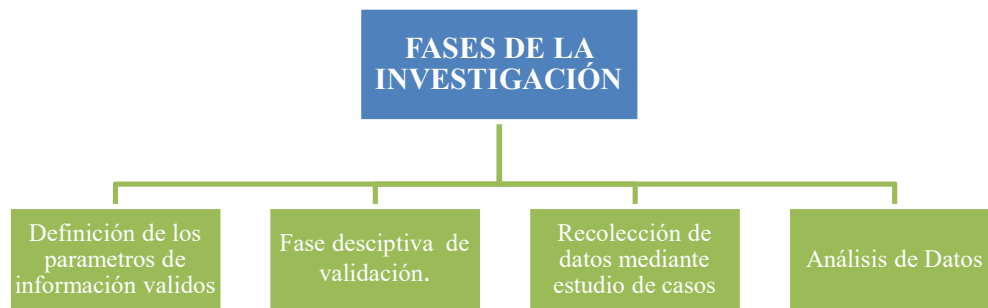 FASES DE LA
INVESTIGACIÓN
Definición de los
parametros de
información validos
Fase desciptiva de
validación.
Recolección de
datos mediante
estudio de casos
Análisis de Datos